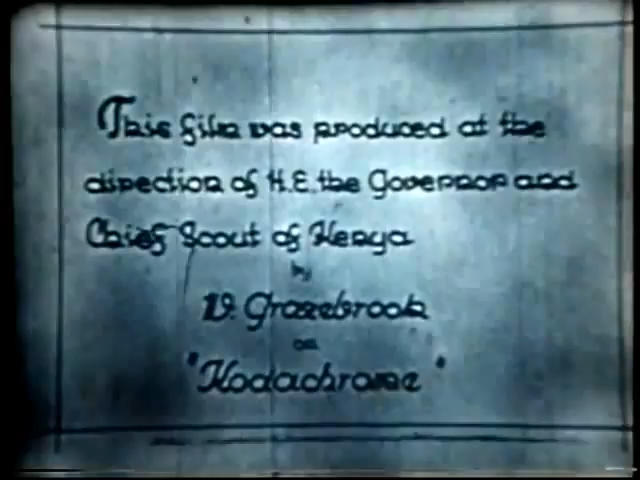 This film was produced at the
direction of H.E. the Governor and
Chief Scout of Kenya
by
Grazebrook
on
"Kodachrome"